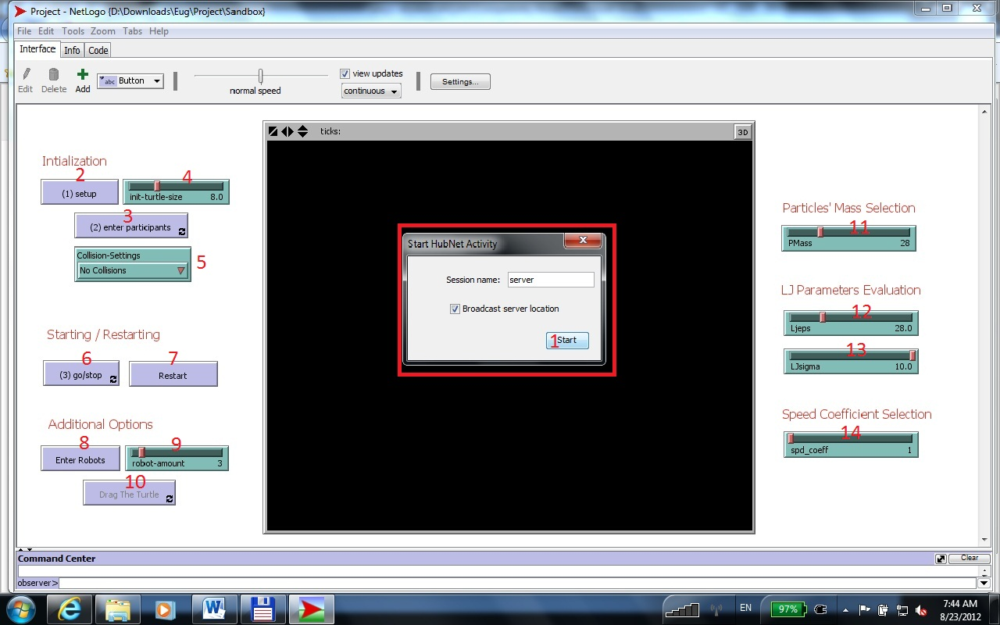 Project - NetLogo {D:\Downloads\Eug\Project\Sandbox}
File Edit Tools Zoom Tabs Help
Interface Info Code
Edit Delete Add abc Button
normal speed
view updates
continuous
Settings...
ticks:
3D
Intialization
2
(1) setup
4
init-turtle-size 8.0
3
(2) enter participants
Collision-Settings
No Collisions
5
Starting / Restarting
6
(3) go/stop
7
Restart
Additional Options
8
Enter Robots
9
robot-amount 3
10
Drag The Turtle
Start HubNet Activity
Session name: server
Broadcast server location
1
Start
Particles' Mass Selection
11
PMass 28
LJ Parameters Evaluation
12
Ljeps 28.0
13
LJsigma 10.0
Speed Coefficient Selection
14
spd_coeff 1
Command Center
Clear
observer>
EN
97%
7:44 AM
8/23/2012